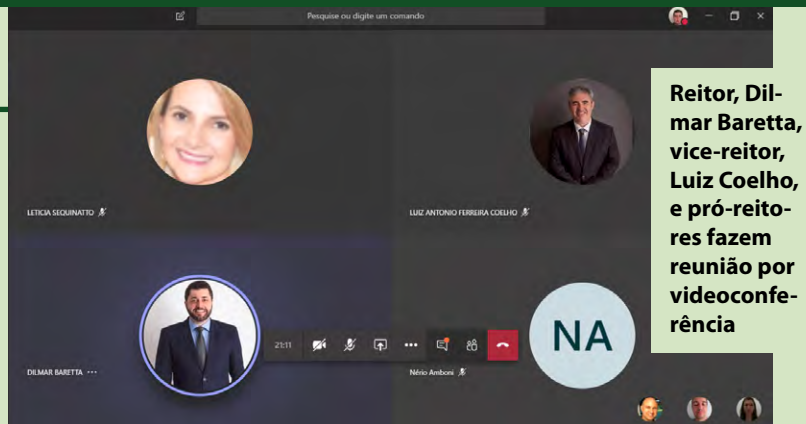 Pesquise ou digite um comando
LETICIA SEQUINATTO
LUIZ ANTONIO FERREIRA COELHO
DILMAR BARETTA
21:11
NA
Nério Amboni
Reitor, Dil-
mar Baretta,
vice-reitor,
Luiz Coelho,
e pró-reito-
res fazem
reunião por
videoconfe-
rência